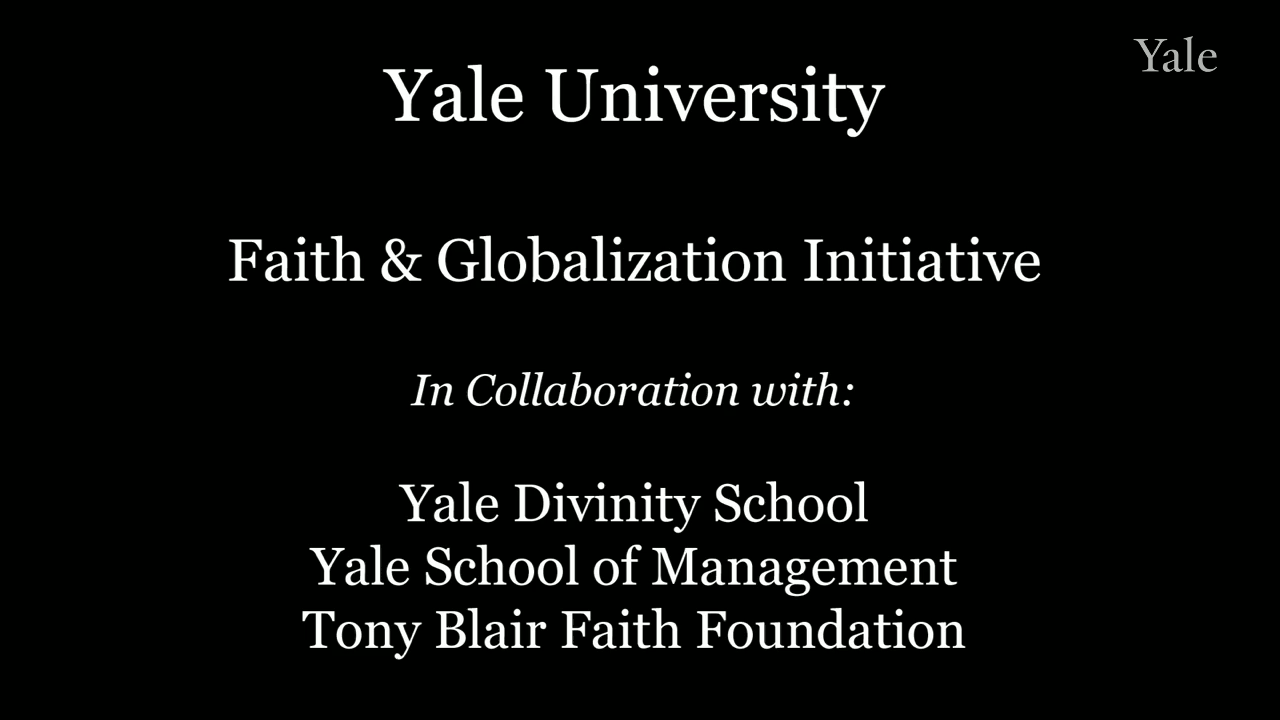 Yale
Yale University
Faith & Globalization Initiative
In Collaboration with:
Yale Divinity School
Yale School of Management
Tony Blair Faith Foundation